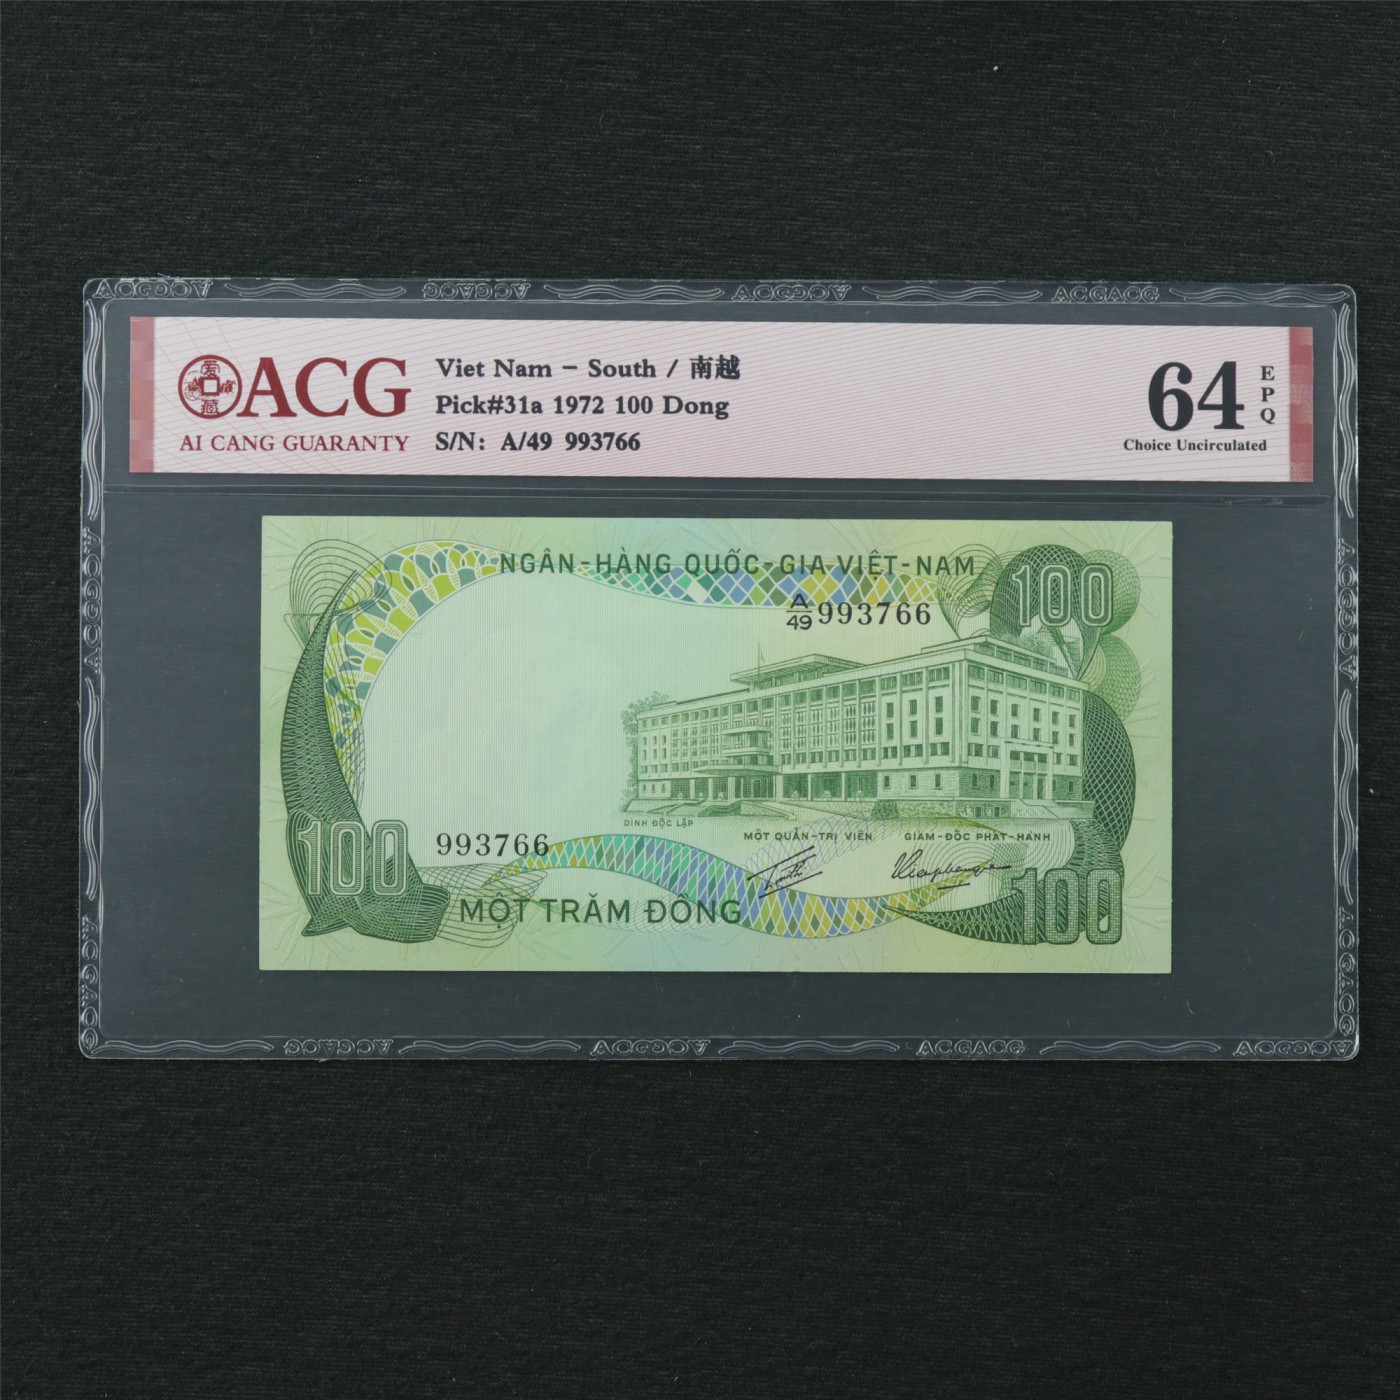 ACG
AI CANG GUARANTY
Viet Nam - South / 南越
Pick#31a 1972 100 Dong
S/N: A/49 993766
64
EPQ
Choice Uncirculated
NGÂN-HÀNG QUỐC-GIA VIỆT-NAM
A/49 993766
100
DINH ĐỘC LẬP
MỘT QUẢN-TRỊ VIÊN
GIÁM-ĐỐC PHÁT-HÀNH
100
993766
100
MỘT TRĂM ĐỒNG